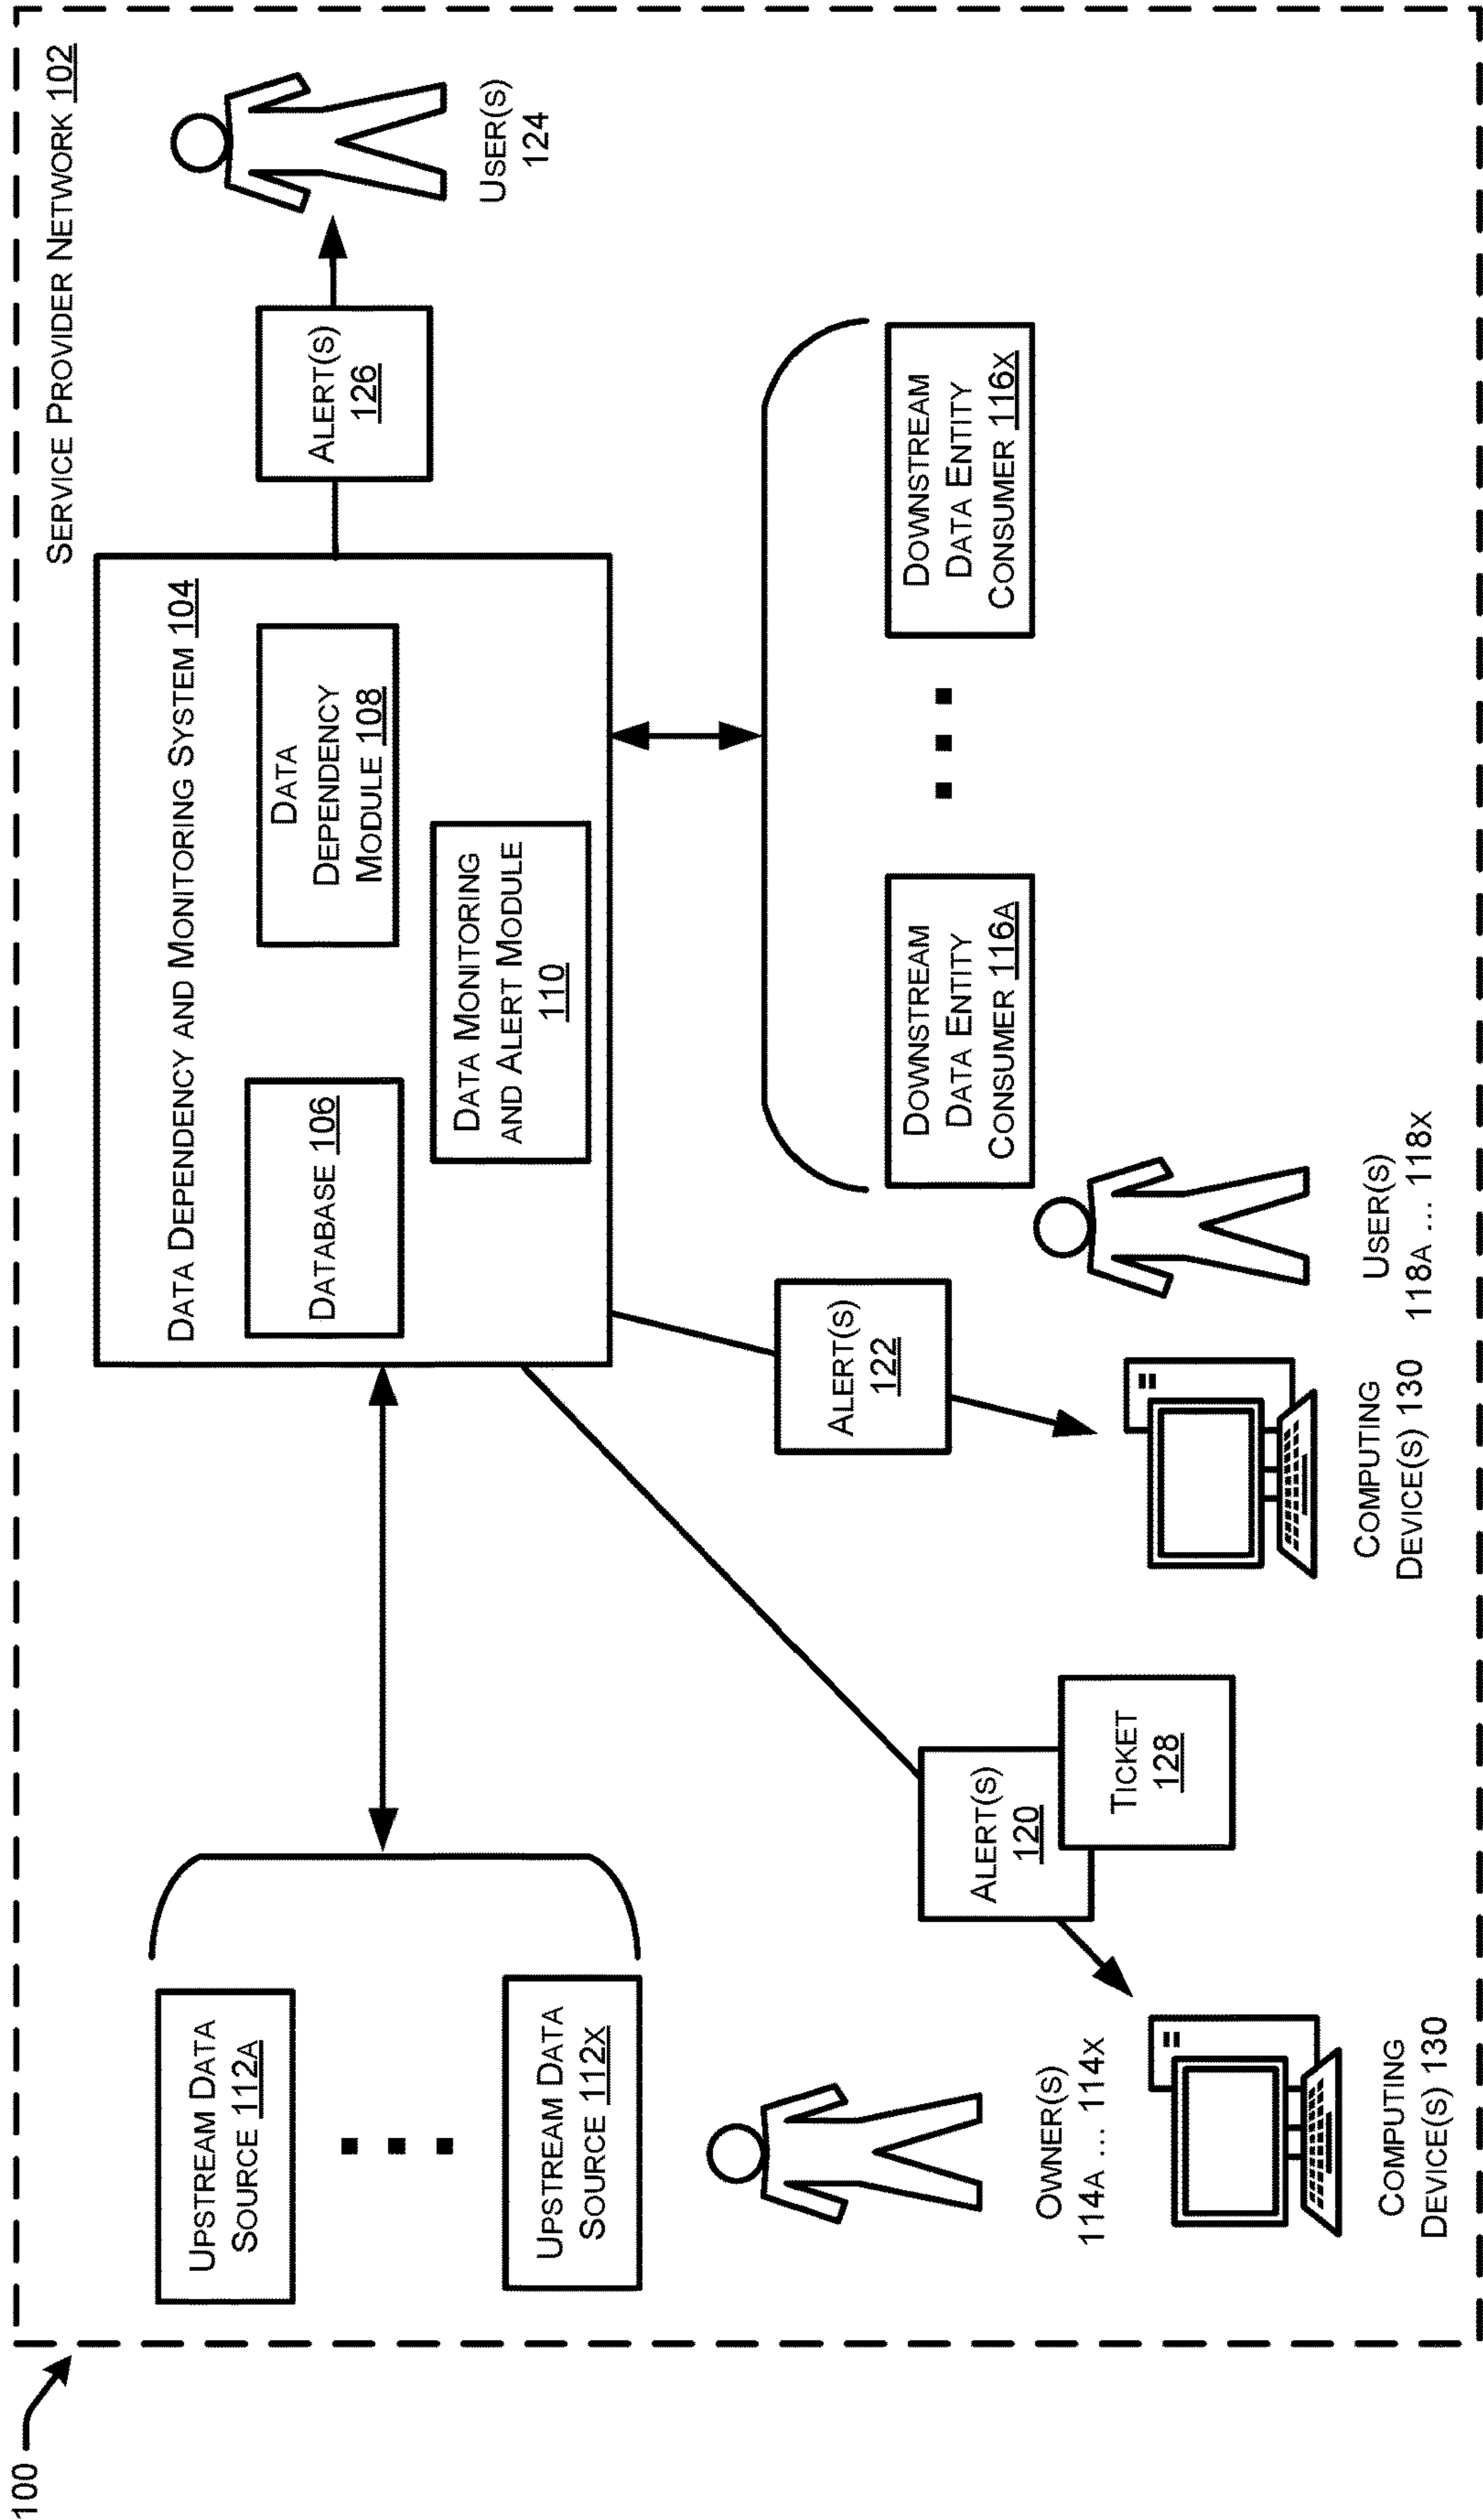 100
SERVICE PROVIDER NETWORK 102
DATA DEPENDENCY AND MONITORING SYSTEM 104
DATABASE 106
DATA
DEPENDENCY
MODULE 108
DATA MONITORING
AND ALERT MODULE
110
UPSTREAM DATA
SOURCE 112A
UPSTREAM DATA
SOURCE 112X
OWNER(S)
114A ... 114X
COMPUTING
DEVICE(S) 130
ALERT(S)
120
TICKET
128
ALERT(S)
122
COMPUTING
DEVICE(S) 130
USER(S)
118A ... 118X
DOWNSTREAM
DATA ENTITY
CONSUMER 116A
DOWNSTREAM
DATA ENTITY
CONSUMER 116X
ALERT(S)
126
USER(S)
124